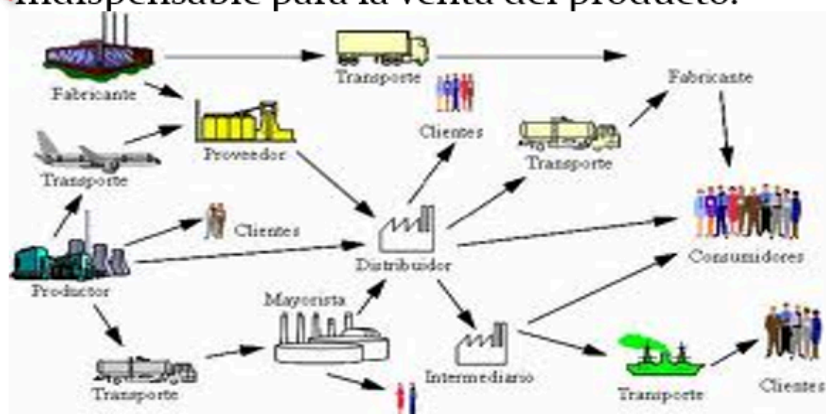 indispensable para la venta del producto.
Transporte
Fabricante
Fabricante
Clientes
Proveedor
Transporte
Transporte
Clientes
Productor
Distribuidor
Consumidores
Mayorista
Transporte
Intermediario
Transporte
Clientes